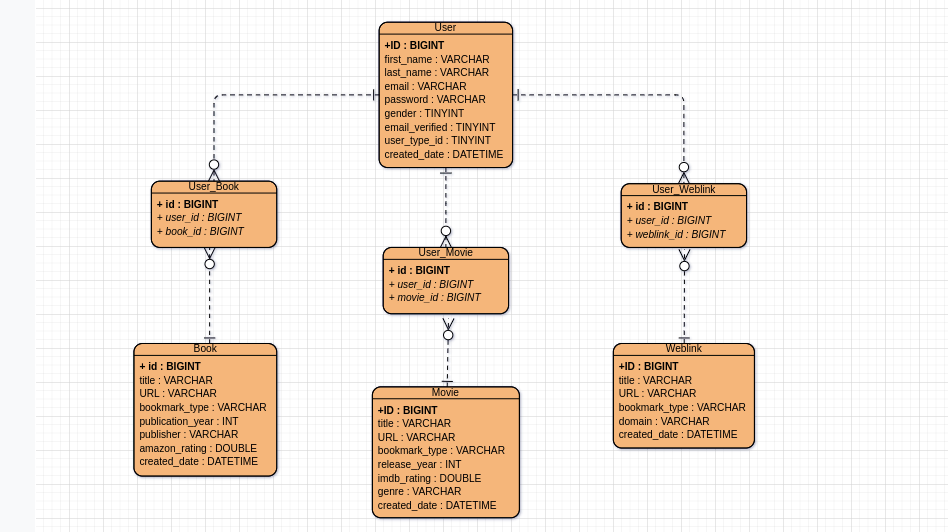 User
+ID : BIGINT
first_name : VARCHAR
last_name : VARCHAR
email : VARCHAR
password : VARCHAR
gender : TINYINT
email_verified : TINYINT
user_type_id : TINYINT
created_date : DATETIME
User_Book
+ id : BIGINT
+ user_id : BIGINT
+ book_id : BIGINT
User_Movie
+ id : BIGINT
+ user_id : BIGINT
+ movie_id : BIGINT
User_Weblink
+ id : BIGINT
+ user_id : BIGINT
+ weblink_id : BIGINT
Book
+ id : BIGINT
title : VARCHAR
URL : VARCHAR
bookmark_type : VARCHAR
publication_year : INT
publisher : VARCHAR
amazon_rating : DOUBLE
created_date : DATETIME
Movie
+ID : BIGINT
title : VARCHAR
URL : VARCHAR
bookmark_type : VARCHAR
release_year : INT
imdb_rating : DOUBLE
genre : VARCHAR
created_date : DATETIME
Weblink
+ID : BIGINT
title : VARCHAR
URL : VARCHAR
bookmark_type : VARCHAR
domain : VARCHAR
created_date : DATETIME